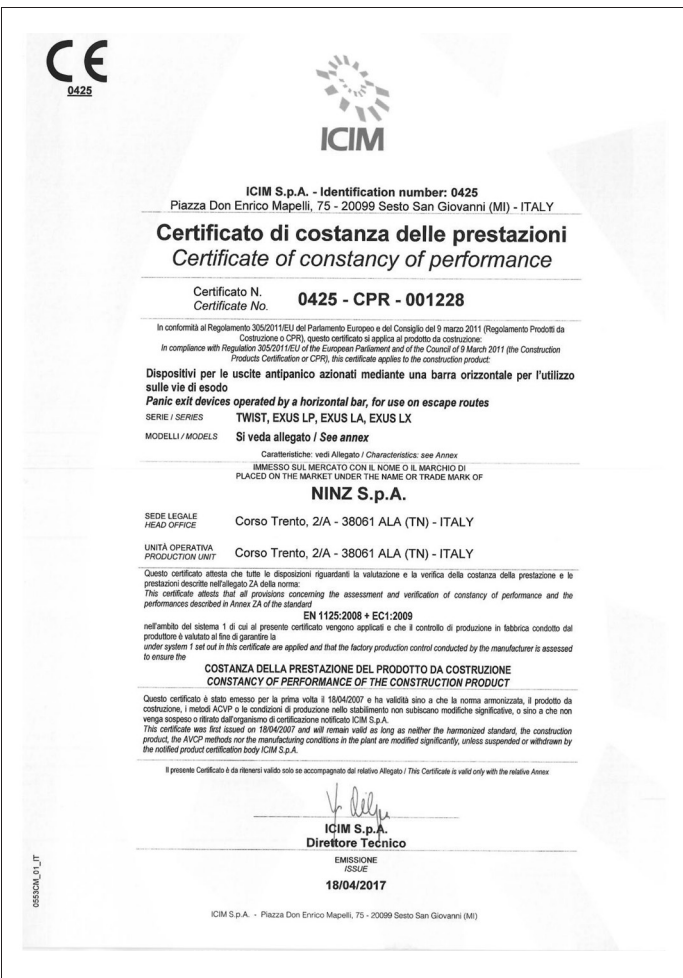 CE
0425
ICIM
ICIM S.p.A. - Identification number: 0425
Piazza Don Enrico Mapelli, 75 - 20099 Sesto San Giovanni (MI) - ITALY
Certificato di costanza delle prestazioni
Certificate of constancy of performance
Certificato N.
Certificate No.
0425 - CPR - 001228
In conformità al Regolamento 305/2011/EU del Parlamento Europeo e del Consiglio del 9 marzo 2011 (Regolamento Prodotti da
Costruzione o CPR), questo certificato si applica al prodotto da costruzione:
In compliance with Regulation 305/2011/EU of the European Parliament and of the Council of 9 March 2011 (the Construction
Products Certification or CPR), this certificate applies to the construction product:
Dispositivi per le uscite antipanico azionati mediante una barra orizzontale per l'utilizzo
sulle vie di esodo
Panic exit devices operated by a horizontal bar, for use on escape routes
SERIE / SERIES TWIST, EXUS LP, EXUS LA, EXUS LX
MODELLI / MODELS Si veda allegato / See annex
Caratteristiche: vedi Allegato / Characteristics: see Annex
IMMESSO SUL MERCATO CON IL NOME O IL MARCHIO DI
PLACED ON THE MARKET UNDER THE NAME OR TRADE MARK OF
NINZ S.p.A.
SEDE LEGALE
HEAD OFFICE
Corso Trento, 2/A - 38061 ALA (TN) - ITALY
UNITÀ OPERATIVA
PRODUCTION UNIT
Corso Trento, 2/A - 38061 ALA (TN) - ITALY
Questo certificato attesta che tutte le disposizioni riguardanti la valutazione e la verifica della costanza della prestazione e le
prestazioni descritte nell'allegato ZA della norma:
This certificate attests that all provisions concerning the assessment and verification of constancy of performance and the
performances described in Annex ZA of the standard
EN 1125:2008 + EC1:2009
nell'ambito del sistema 1 di cui al presente certificato vengono applicati e che il controllo di produzione in fabbrica condotto dal
produttore è valutato al fine di garantire la
under system 1 set out in this certificate are applied and that the factory production control conducted by the manufacturer is assessed
to ensure the
COSTANZA DELLA PRESTAZIONE DEL PRODOTTO DA COSTRUZIONE
CONSTANCY OF PERFORMANCE OF THE CONSTRUCTION PRODUCT
Questo certificato è stato emesso per la prima volta il 18/04/2007 e ha validità sino a che la norma armonizzata, il prodotto da
costruzione, i metodi ACVP o le condizioni di produzione nello stabilimento non subiscano modifiche significative, o sino a che non
venga sospeso o ritirato dall'organismo di certificazione notificato ICIM S.p.A.
This certificate was first issued on 18/04/2007 and will remain valid as long as neither the harmonized standard, the construction
product, the AVCP methods nor the manufacturing conditions in the plant are modified significantly, unless suspended or withdrawn by
the notified product certification body ICIM S.p.A.
Il presente Certificato è da ritenersi valido solo se accompagnato dal relativo Allegato / This Certificate is valid only with the relative Annex
ICIM S.p.A.
Direttore Tecnico
EMISSIONE
ISSUE
18/04/2017
0553CM_01_IT
ICIM S.p.A. - Piazza Don Enrico Mapelli, 75 - 20099 Sesto San Giovanni (MI)